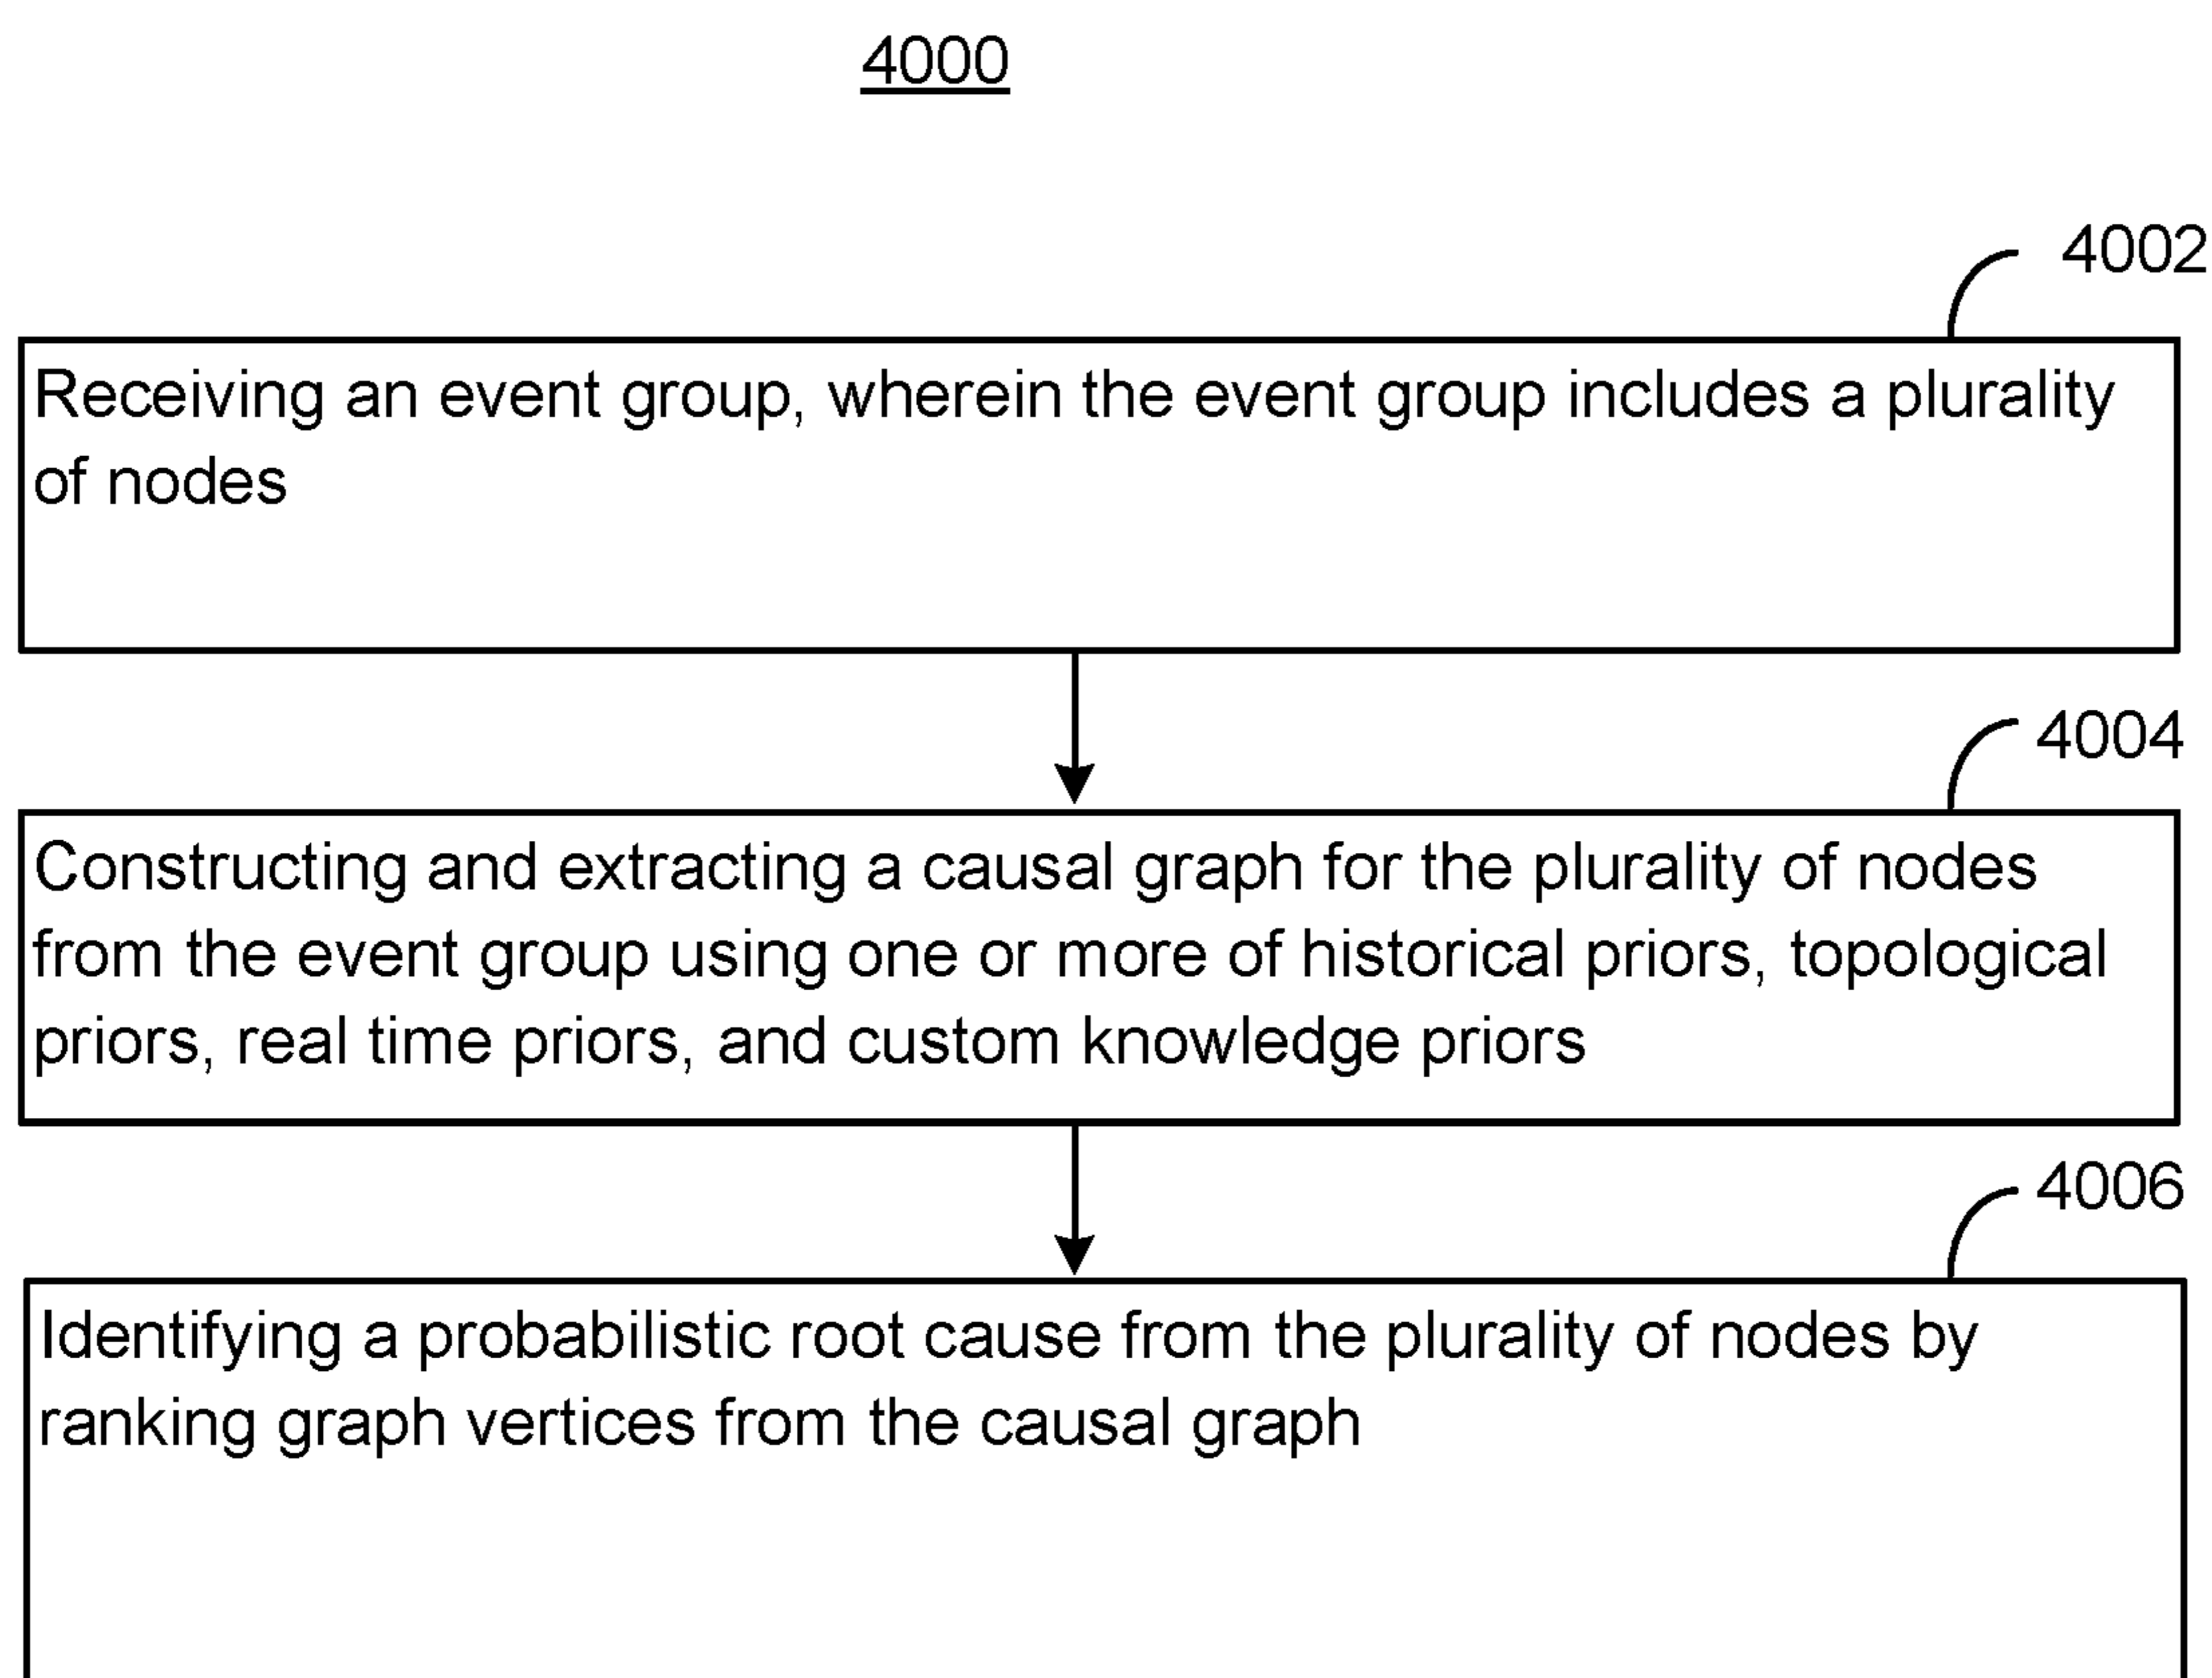 4000
4002
Receiving an event group, wherein the event group includes a plurality
of nodes
4004
Constructing and extracting a causal graph for the plurality of nodes
from the event group using one or more of historical priors, topological
priors, real time priors, and custom knowledge priors
4006
Identifying a probabilistic root cause from the plurality of nodes by
ranking graph vertices from the causal graph